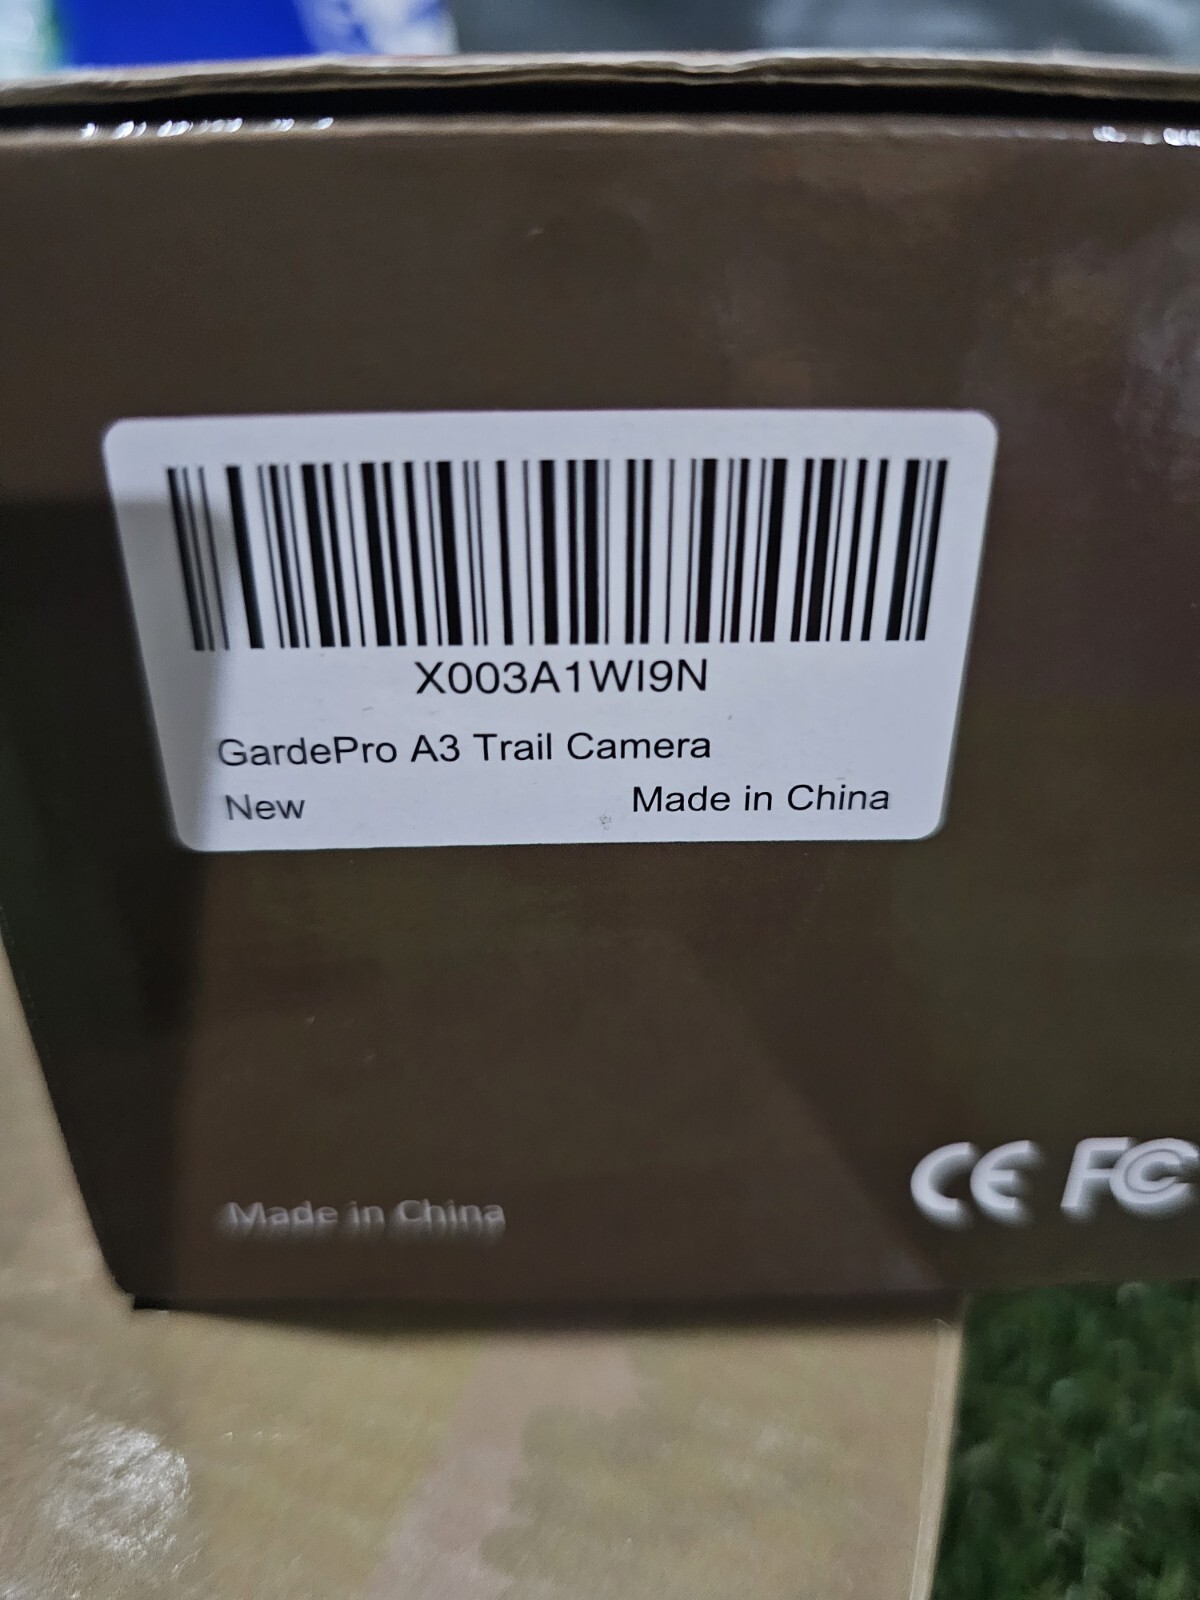 X003A1WI9N
GardePro A3 Trail Camera
New Made in China
Made in China CE FC